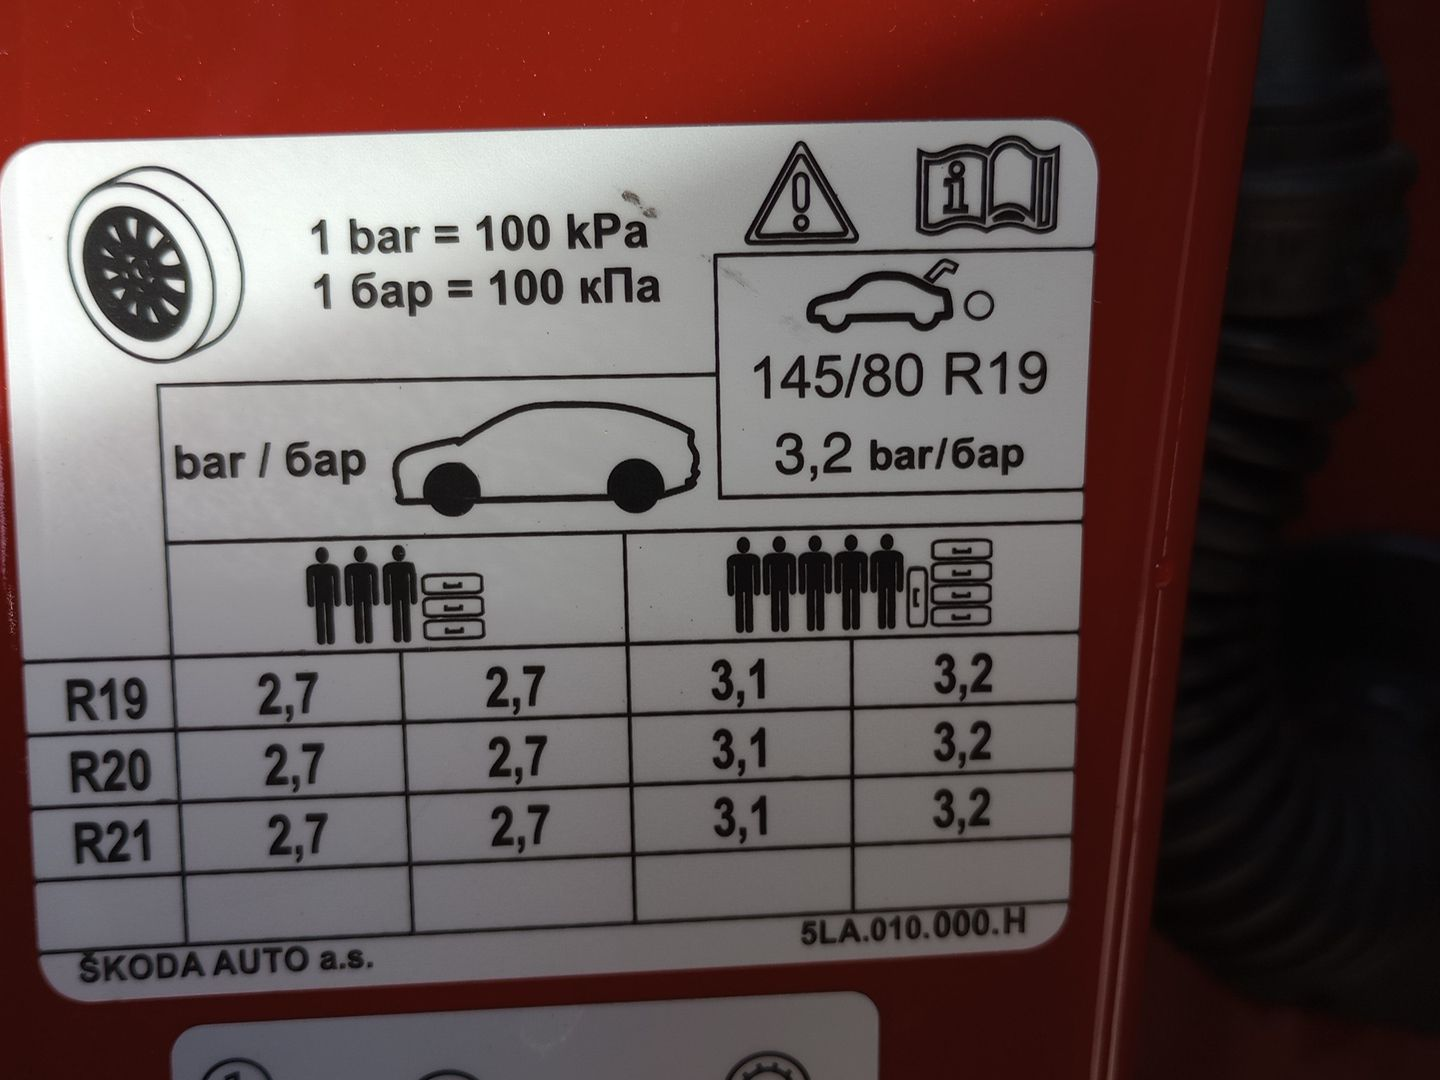 1 bar = 100 kPa
1 бар = 100 кПа
145/80 R19
3,2 bar/бар
bar / бар
R19 2,7 2,7 3,1 3,2
R20 2,7 2,7 3,1 3,2
R21 2,7 2,7 3,1 3,2
ŠKODA AUTO a.s. 5LA.010.000.H